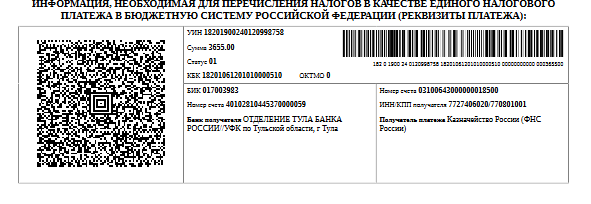 ИНФОРМАЦИЯ, НЕОБХОДИМАЯ ДЛЯ ПЕРЕЧИСЛЕНИЯ НАЛОГОВ В КАЧЕСТВЕ ЕДИНОГО НАЛОГОВОГО
ПЛАТЕЖА В БЮДЖЕТНУЮ СИСТЕМУ РОССИЙСКОЙ ФЕДЕРАЦИИ (РЕКВИЗИТЫ ПЛАТЕЖА):
УИН 18201900240120998758
Сумма 3655.00
Статус 01
182 0 1900 24 0120998758 18201061201010000510 00000000000 000365500
КБК 18201061201010000510 ОКТМО 0
БИК 017003983
Номер счета 40102810445370000059
Банк получателя ОТДЕЛЕНИЕ ТУЛА БАНКА
РОССИИ//УФК по Тульской области, г Тула
Номер счета 03100643000000018500
ИНН/КПП получателя 7727406020/770801001
Получатель платежа Казначейство России (ФНС
России)